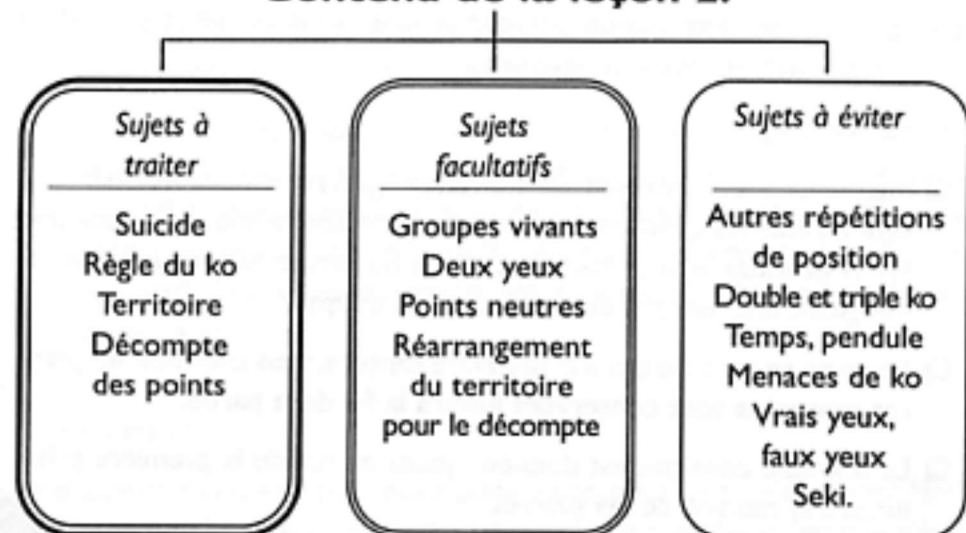 Contenu de la leçon 2.
Sujets à
traiter
Suicide
Règle du ko
Territoire
Décompte
des points
Sujets
facultatifs
Groupes vivants
Deux yeux
Points neutres
Réarrangement
du territoire
pour le décompte
Sujets à éviter
Autres répétitions
de position
Double et triple ko
Temps, pendule
Menaces de ko
Vrais yeux,
faux yeux
Seki.